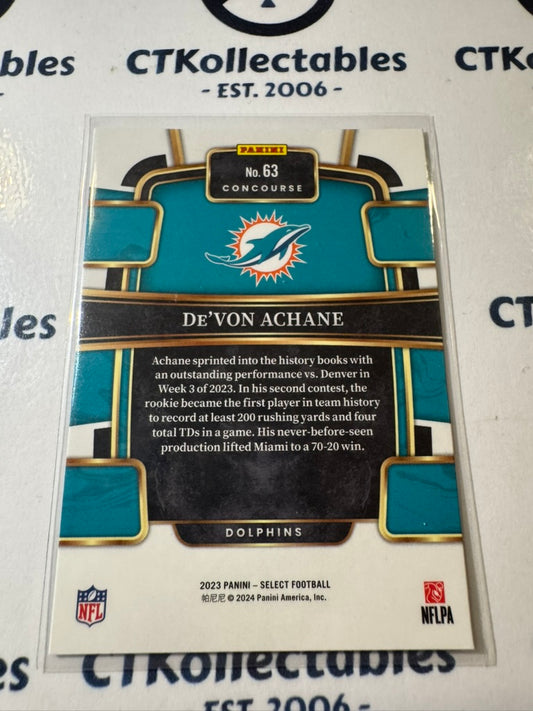 CTKollectables
- EST. 2006 -
CTKo
PANINI
No. 63
CONCOURSE
DE'VON ACHANE
Achane sprinted into the history books with
an outstanding performance vs. Denver in
Week 3 of 2023. In his second contest, the
rookie became the first player in team history
to record at least 200 rushing yards and four
total TDs in a game. His never-before-seen
production lifted Miami to a 70-20 win.
DOLPHINS
2023 PANINI – SELECT FOOTBALL
帕尼尼 © 2024 Panini America, Inc.
NFL
NFLPA
CTKollectables
EST. 2006 -